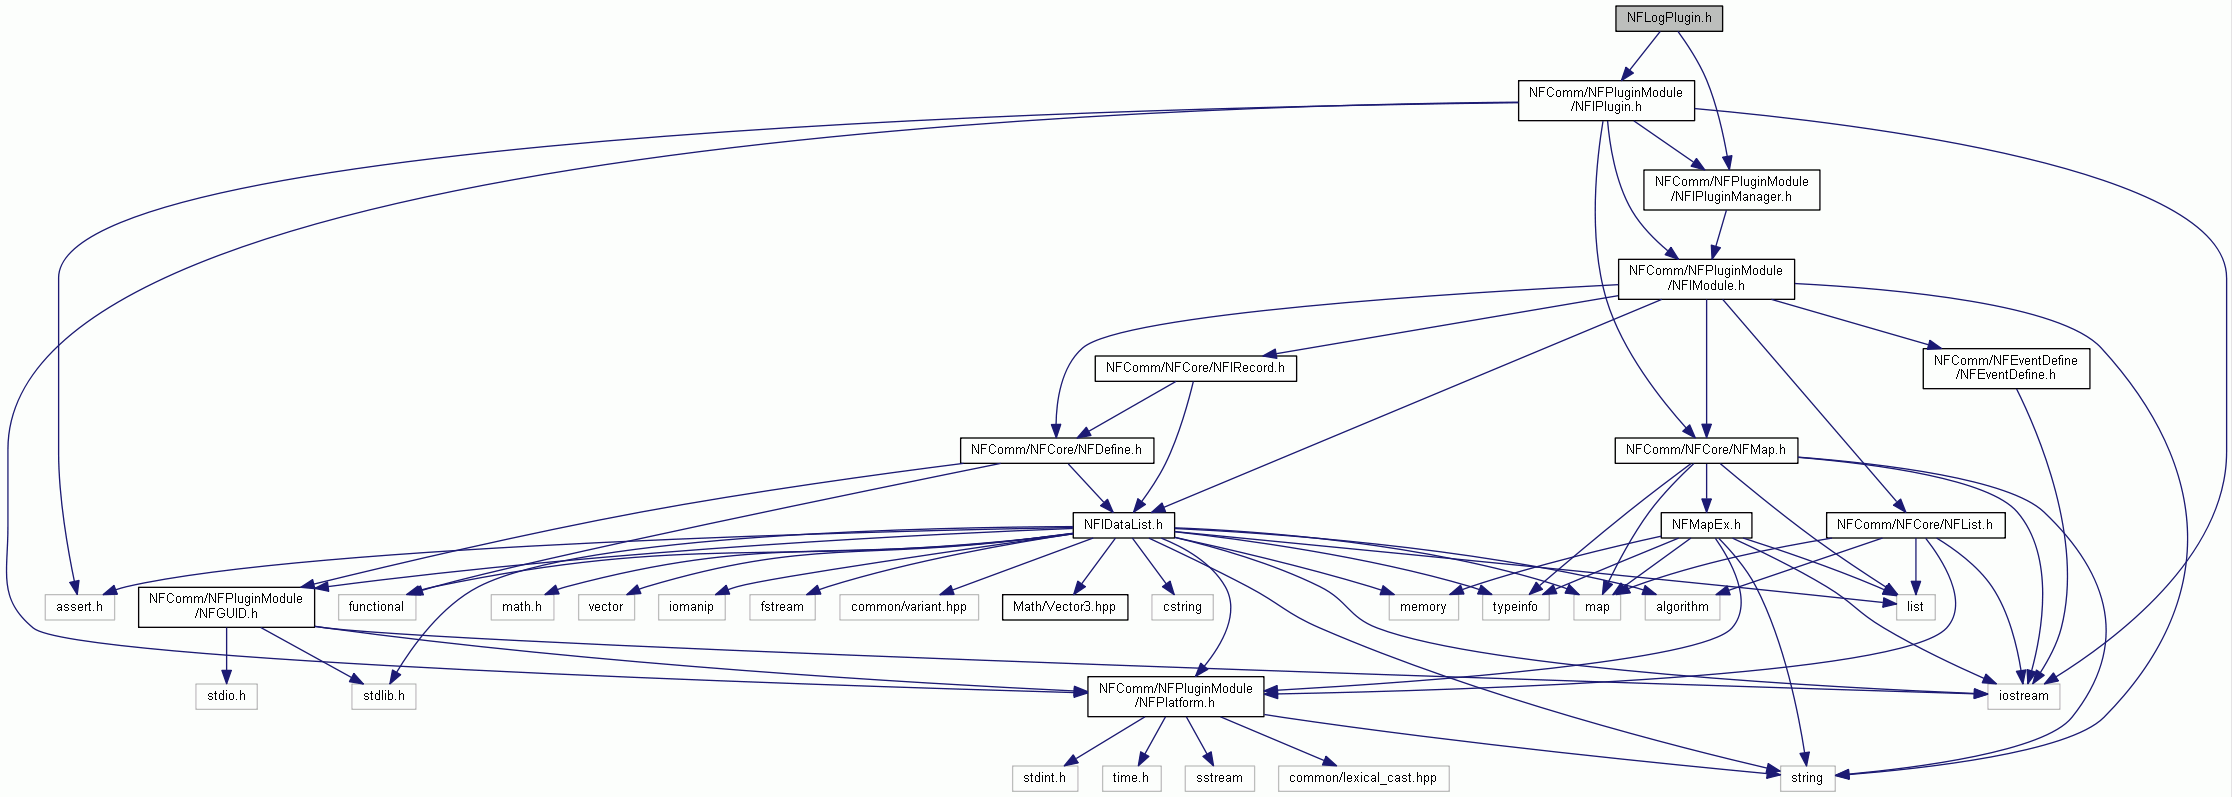 NFLogPlugin.h
NFComm/NFPluginModule
/NFIPlugin.h
NFComm/NFPluginModule
/NFIPluginManager.h
NFComm/NFPluginModule
/NFIModule.h
NFComm/NFCore/NFIRecord.h
NFComm/NFEventDefine
/NFEventDefine.h
NFComm/NFCore/NFDefine.h
NFComm/NFCore/NFMap.h
NFIDataList.h
NFMapEx.h
NFComm/NFCore/NFList.h
assert.h
NFComm/NFPluginModule
/NFGUID.h
functional
math.h
vector
iomanip
fstream
common/variant.hpp
Math/Vector3.hpp
cstring
memory
typeinfo
map
algorithm
list
stdio.h
stdlib.h
NFComm/NFPluginModule
/NFPlatform.h
iostream
stdint.h
time.h
sstream
common/lexical_cast.hpp
string